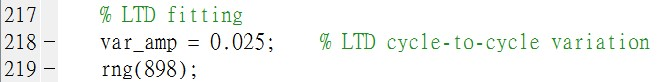 217 % LTD fitting
218 – var_amp = 0.025; % LTD cycle-to-cycle variation
219 – rng(898);